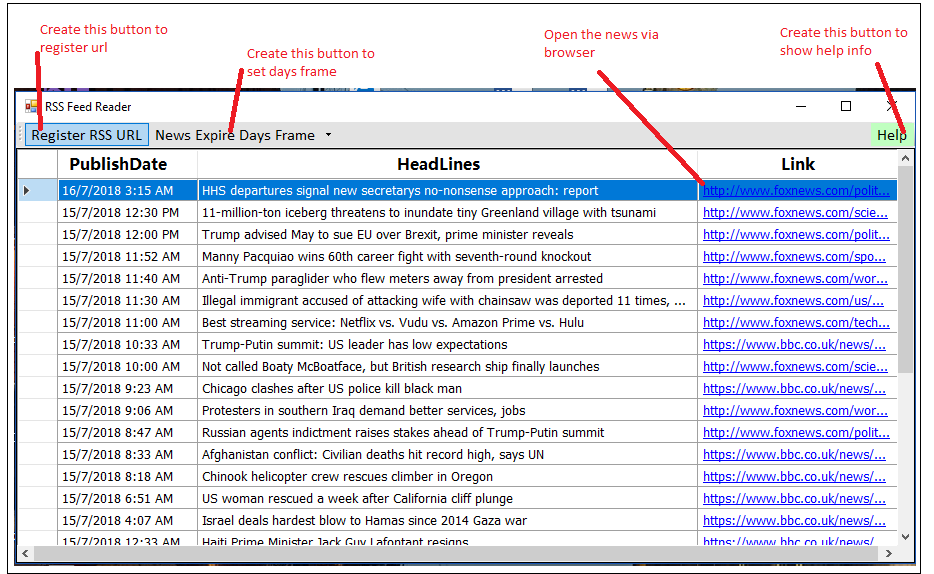 Create this button to
register url
Create this button to
set days frame
Open the news via
browser
Create this button to
show help info
RSS Feed Reader
Register RSS URL News Expire Days Frame Help
PublishDate HeadLines Link
16/7/2018 3:15 AM HHS departures signal new secretarys no-nonsense approach: report http://www.foxnews.com/polit...
15/7/2018 12:30 PM 11-million-ton iceberg threatens to inundate tiny Greenland village with tsunami http://www.foxnews.com/scie...
15/7/2018 12:00 PM Trump advised May to sue EU over Brexit, prime minister reveals http://www.foxnews.com/polit...
15/7/2018 11:52 AM Manny Pacquiao wins 60th career fight with seventh-round knockout http://www.foxnews.com/spo...
15/7/2018 11:40 AM Anti-Trump paraglider who flew meters away from president arrested http://www.foxnews.com/wor...
15/7/2018 11:30 AM Illegal immigrant accused of attacking wife with chainsaw was deported 11 times, ... http://www.foxnews.com/us/...
15/7/2018 11:00 AM Best streaming service: Netflix vs. Vudu vs. Amazon Prime vs. Hulu http://www.foxnews.com/tech...
15/7/2018 10:33 AM Trump-Putin summit: US leader has low expectations https://www.bbc.co.uk/news/...
15/7/2018 10:00 AM Not called Boaty McBoatface, but British research ship finally launches http://www.foxnews.com/scie...
15/7/2018 9:23 AM Chicago clashes after US police kill black man https://www.bbc.co.uk/news/...
15/7/2018 9:06 AM Protesters in southern Iraq demand better services, jobs http://www.foxnews.com/wor...
15/7/2018 8:47 AM Russian agents indictment raises stakes ahead of Trump-Putin summit http://www.foxnews.com/polit...
15/7/2018 8:33 AM Afghanistan conflict: Civilian deaths hit record high, says UN https://www.bbc.co.uk/news/...
15/7/2018 8:18 AM Chinook helicopter crew rescues climber in Oregon https://www.bbc.co.uk/news/...
15/7/2018 6:51 AM US woman rescued a week after California cliff plunge https://www.bbc.co.uk/news/...
15/7/2018 4:07 AM Israel deals hardest blow to Hamas since 2014 Gaza war https://www.bbc.co.uk/news/...
15/7/2018 12:33 AM Haiti Prime Minister Jack Guy Lafontant resigns https://www.bbc.co.uk/news/...